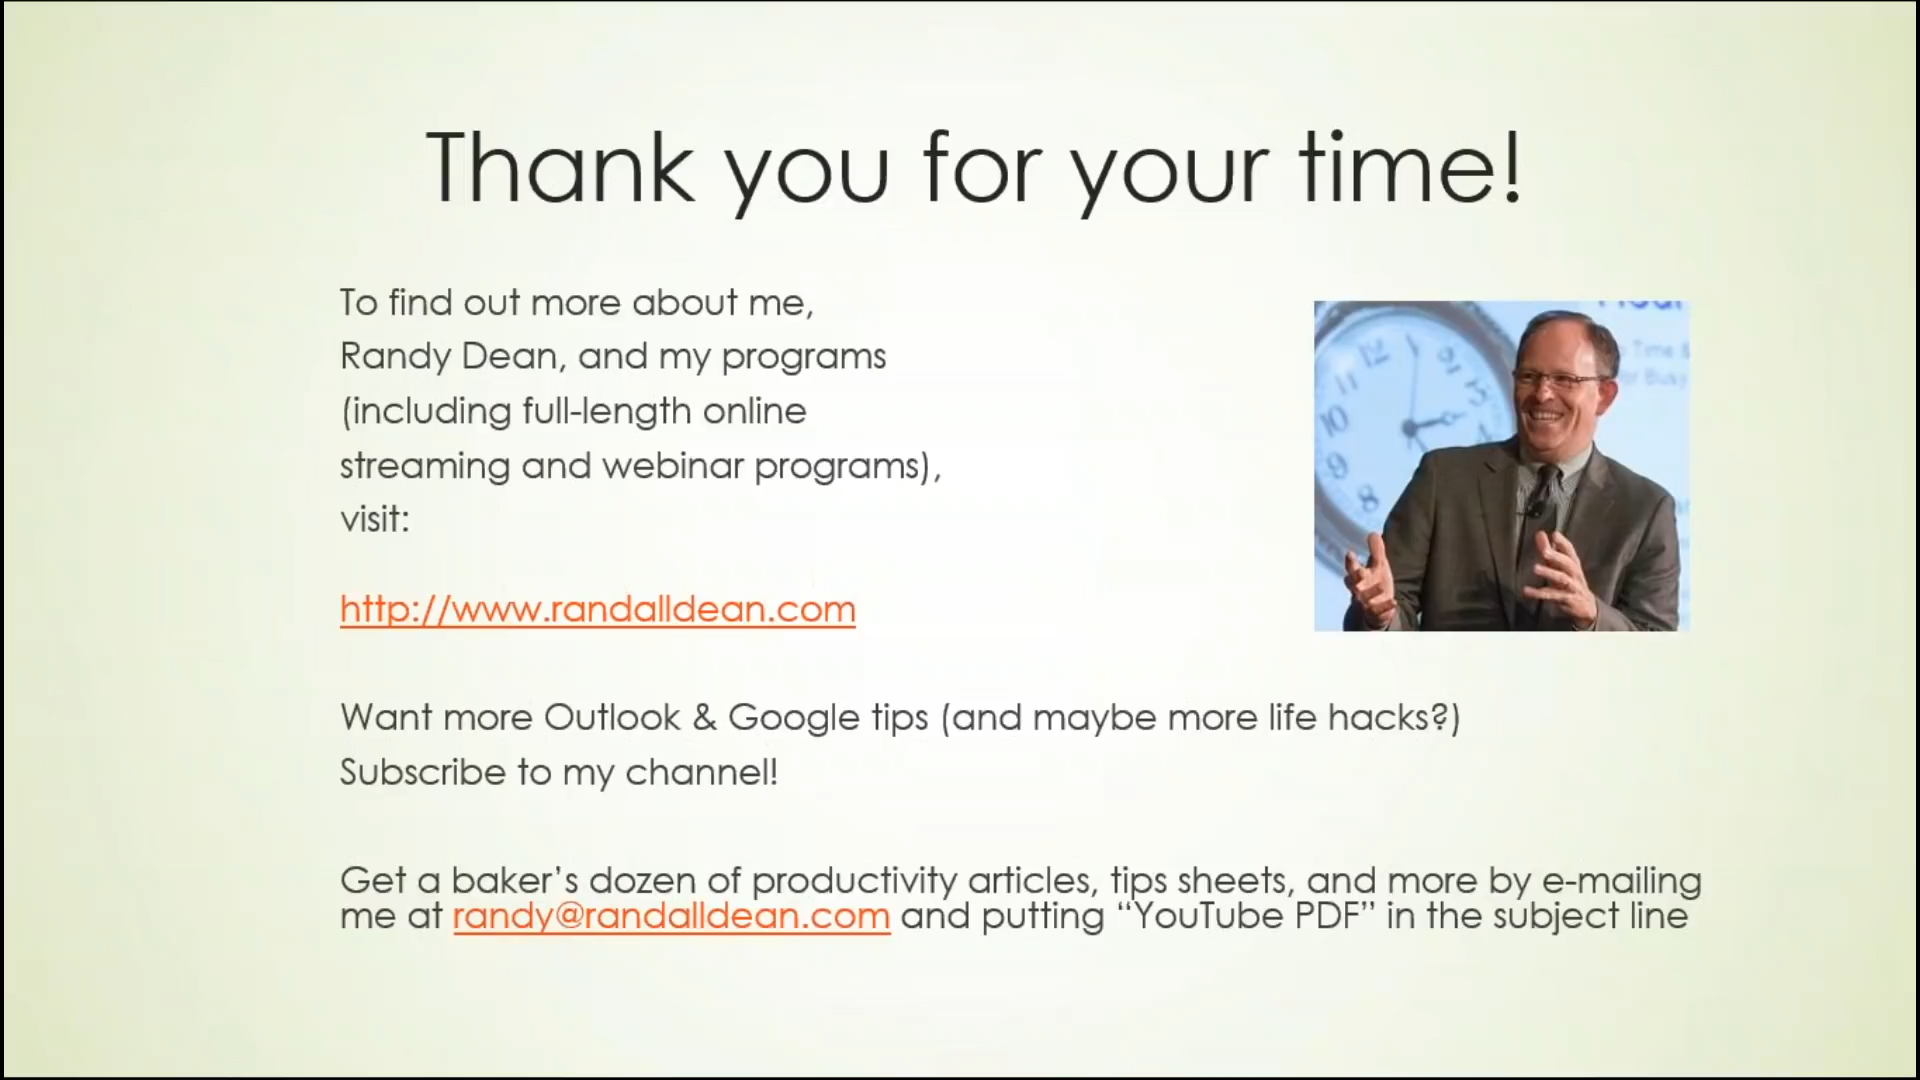 Thank you for your time!
To find out more about me,
Randy Dean, and my programs
(including full-length online
streaming and webinar programs),
visit:
http://www.randalldean.com
Want more Outlook & Google tips (and maybe more life hacks?)
Subscribe to my channel!
Get a baker’s dozen of productivity articles, tips sheets, and more by e-mailing
me at randy@randalldean.com and putting “YouTube PDF” in the subject line